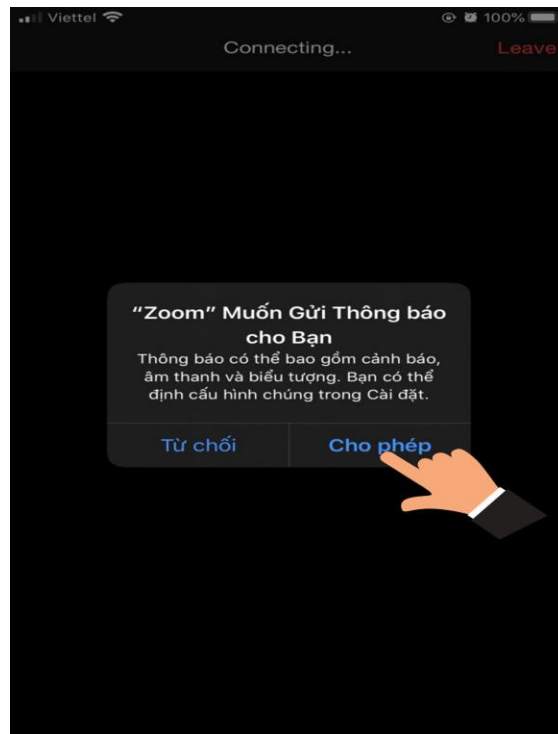 Viettel 100%
Connecting... Leave
“Zoom” Muốn Gửi Thông báo
cho Bạn
Thông báo có thể bao gồm cảnh báo,
âm thanh và biểu tượng. Bạn có thể
định cấu hình chúng trong Cài đặt.
Từ chối Cho phép